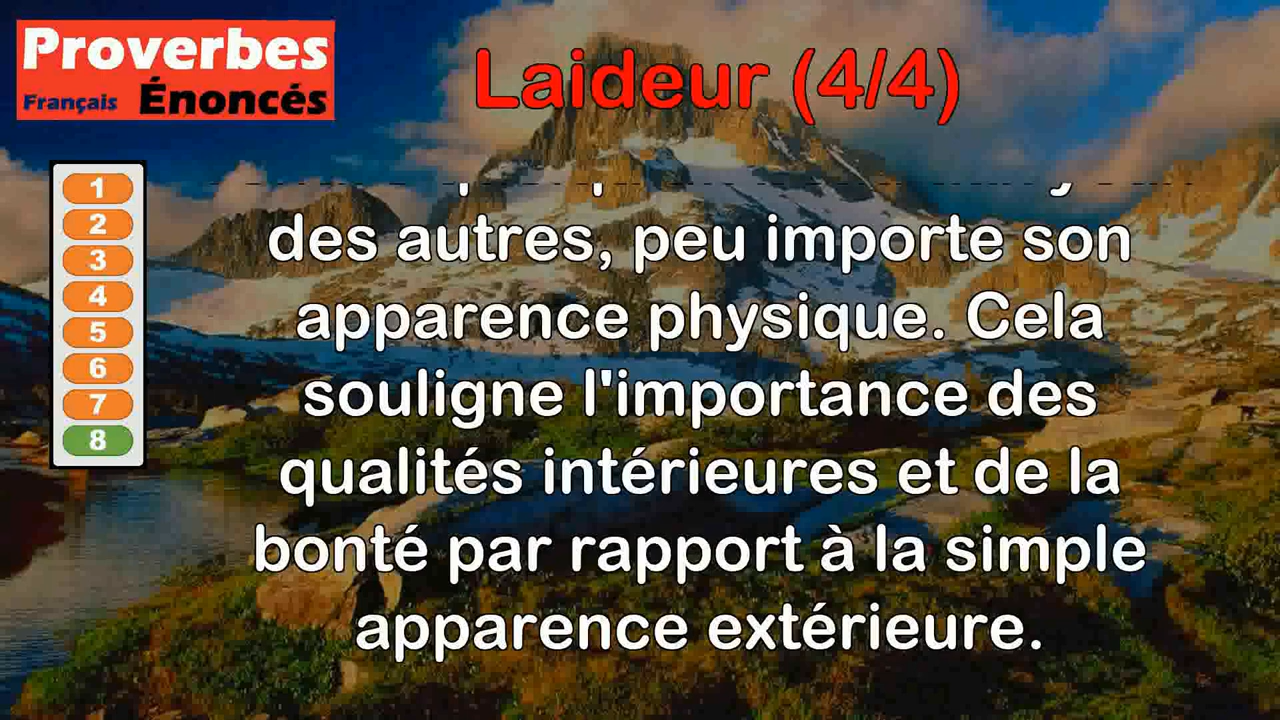 Proverbes
Français Énoncés
Laideur (4/4)
1
2
3
4
5
6
7
8
des autres, peu importe son
apparence physique. Cela
souligne l'importance des
qualités intérieures et de la
bonté par rapport à la simple
apparence extérieure.